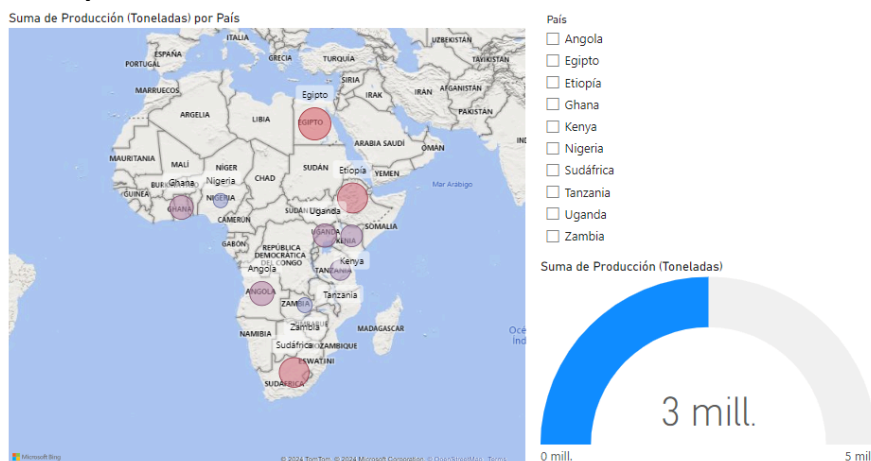 Suma de Producción (Toneladas) por País
ITALIA
UZBEKISTÁN
ESPAÑA
PORTUGAL
GRECIA
TURQUÍA
TAYIKISTÁN
SIRIA
MARRUECOS
IRAK
IRÁN
AFGANISTÁN
Egipto
ARGELIA
LIBIA
EGIPTO
PAKISTÁN
ARABIA SAUDÍ
OMÁN
MAURITANIA
MALÍ
NÍGER
CHAD
SUDÁN
Etiopía
YEMEN
Mar Arábigo
Ghana
Nigeria
GUINEA
GHANA
NIGERIA
CAMERÚN
Uganda
SOMALIA
UGANDA
KENIA
GABÓN
REPÚBLICA
DEMOCRÁTICA
DEL CONGO
Kenya
TANZANIA
Angola
ANGOLA
Tanzania
ZAMBIA
Zambia
NAMIBIA
MADAGASCAR
Sudáfrica
ESWATINI
SUDÁFRICA
Microsoft Bing
© 2024 TomTom, © 2024 Microsoft Corporation, © OpenStreetMap Terms
País
Angola
Egipto
Etiopía
Ghana
Kenya
Nigeria
Sudáfrica
Tanzania
Uganda
Zambia
Suma de Producción (Toneladas)
3 mill.
0 mill.
5 mill